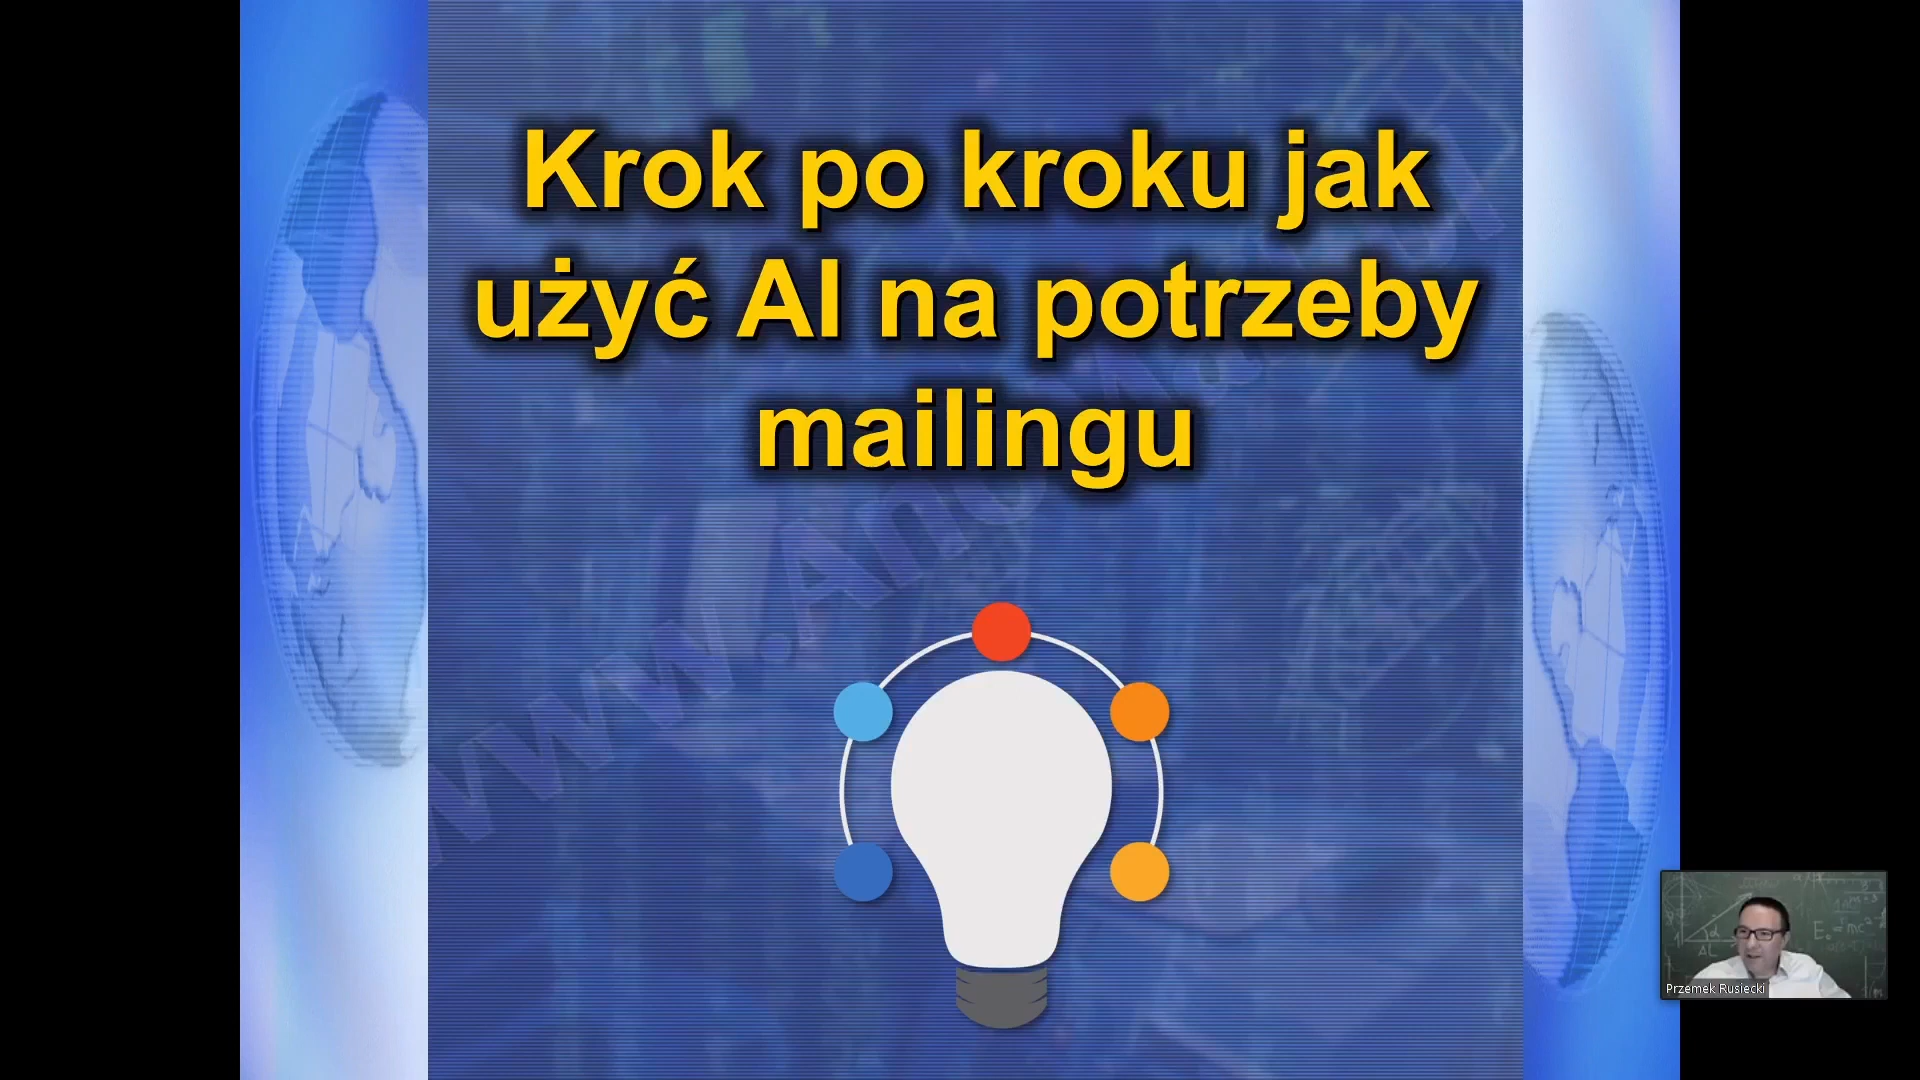 Krok po kroku jak
użyć AI na potrzeby
mailingu
Przemek Rusiecki